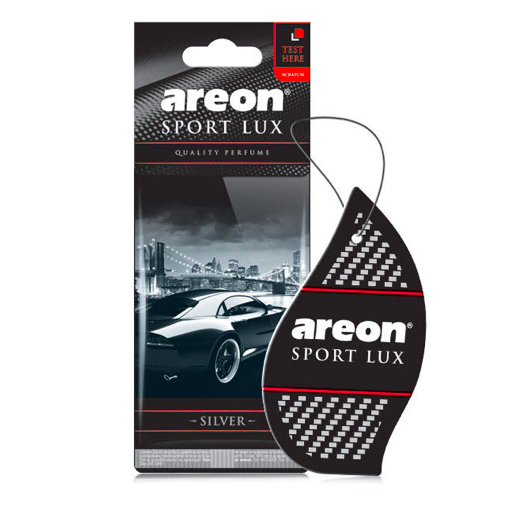 TEST
HERE
SCRATCH
areon®
SPORT LUX
QUALITY PERFUME
SILVER
areon®
SPORT LUX